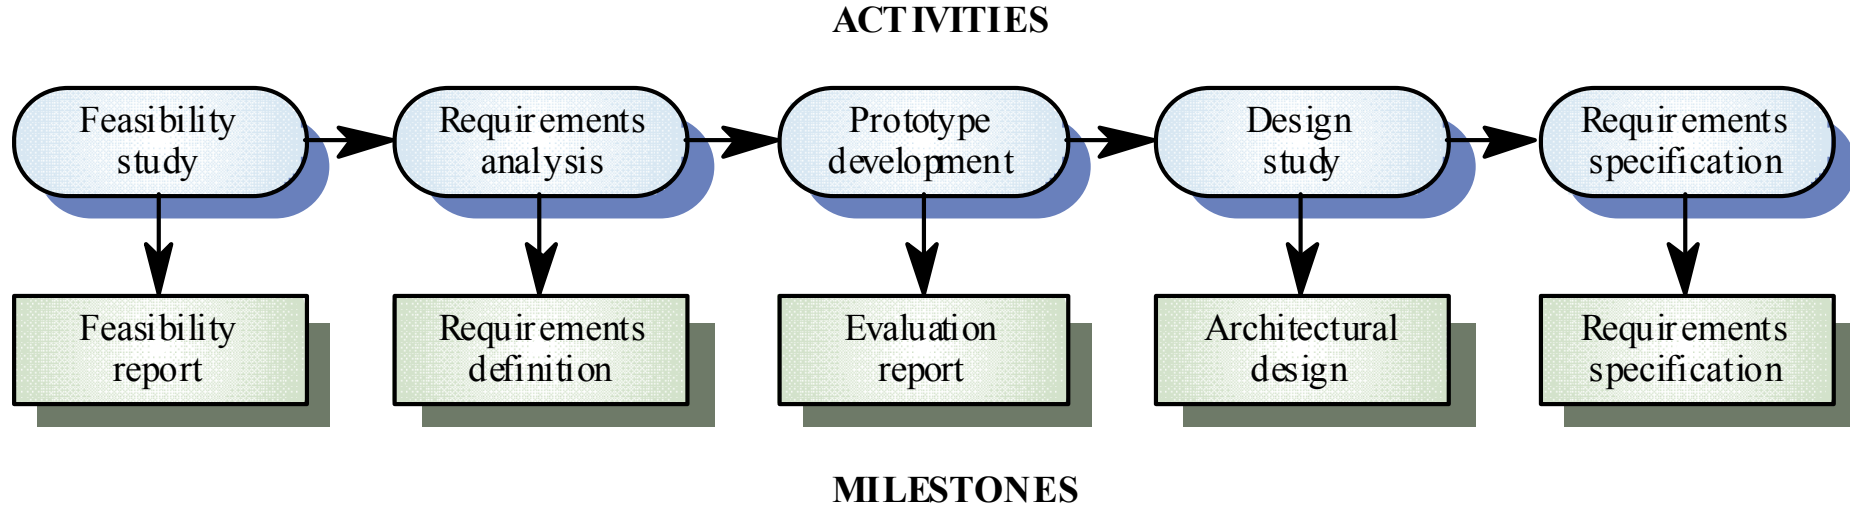 ACTIVITIES
Feasibility
study
Requirements
analysis
Prototype
development
Design
study
Requirements
specification
Feasibility
report
Requirements
definition
Evaluation
report
Architectural
design
Requirements
specification
MILESTONES